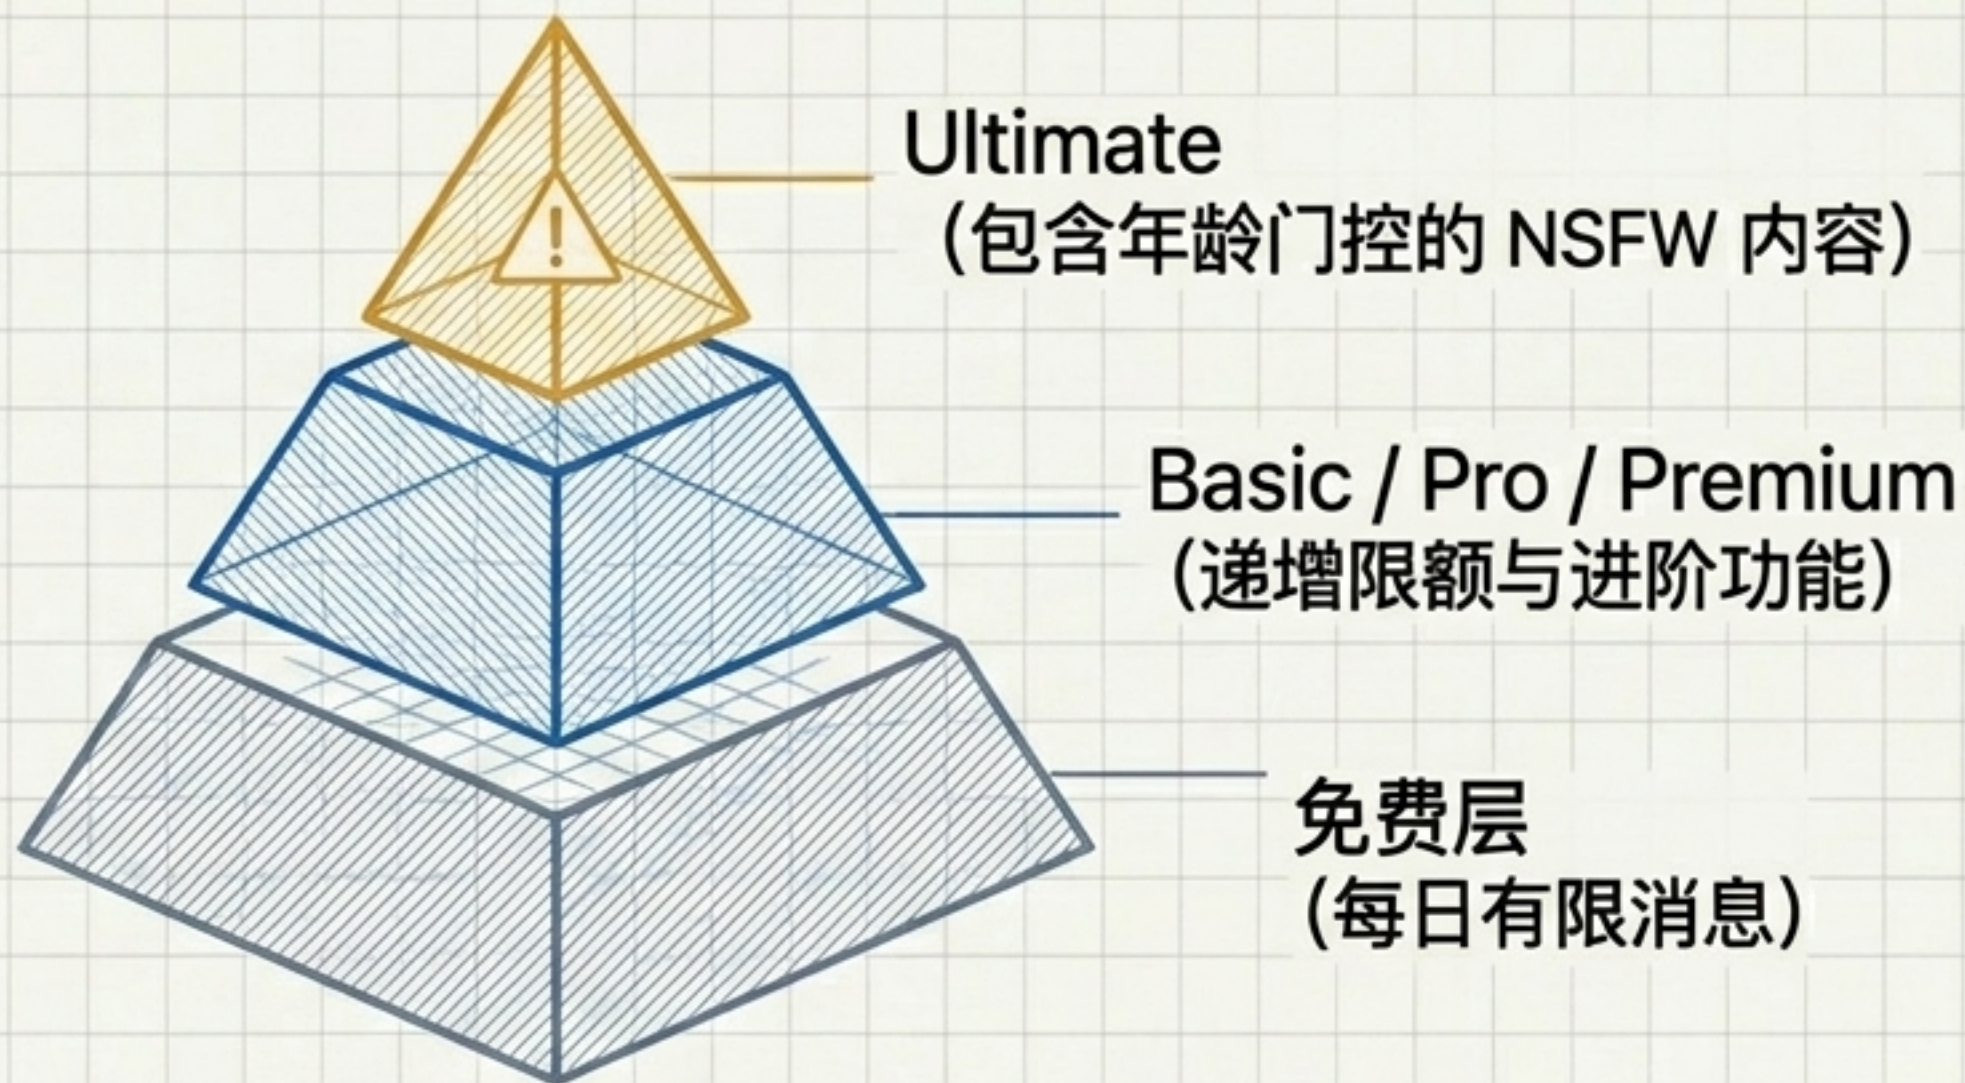 Ultimate
（包含年龄门控的 NSFW 内容）
Basic / Pro / Premium
（递增限额与进阶功能）
免费层
（每日有限消息）
!